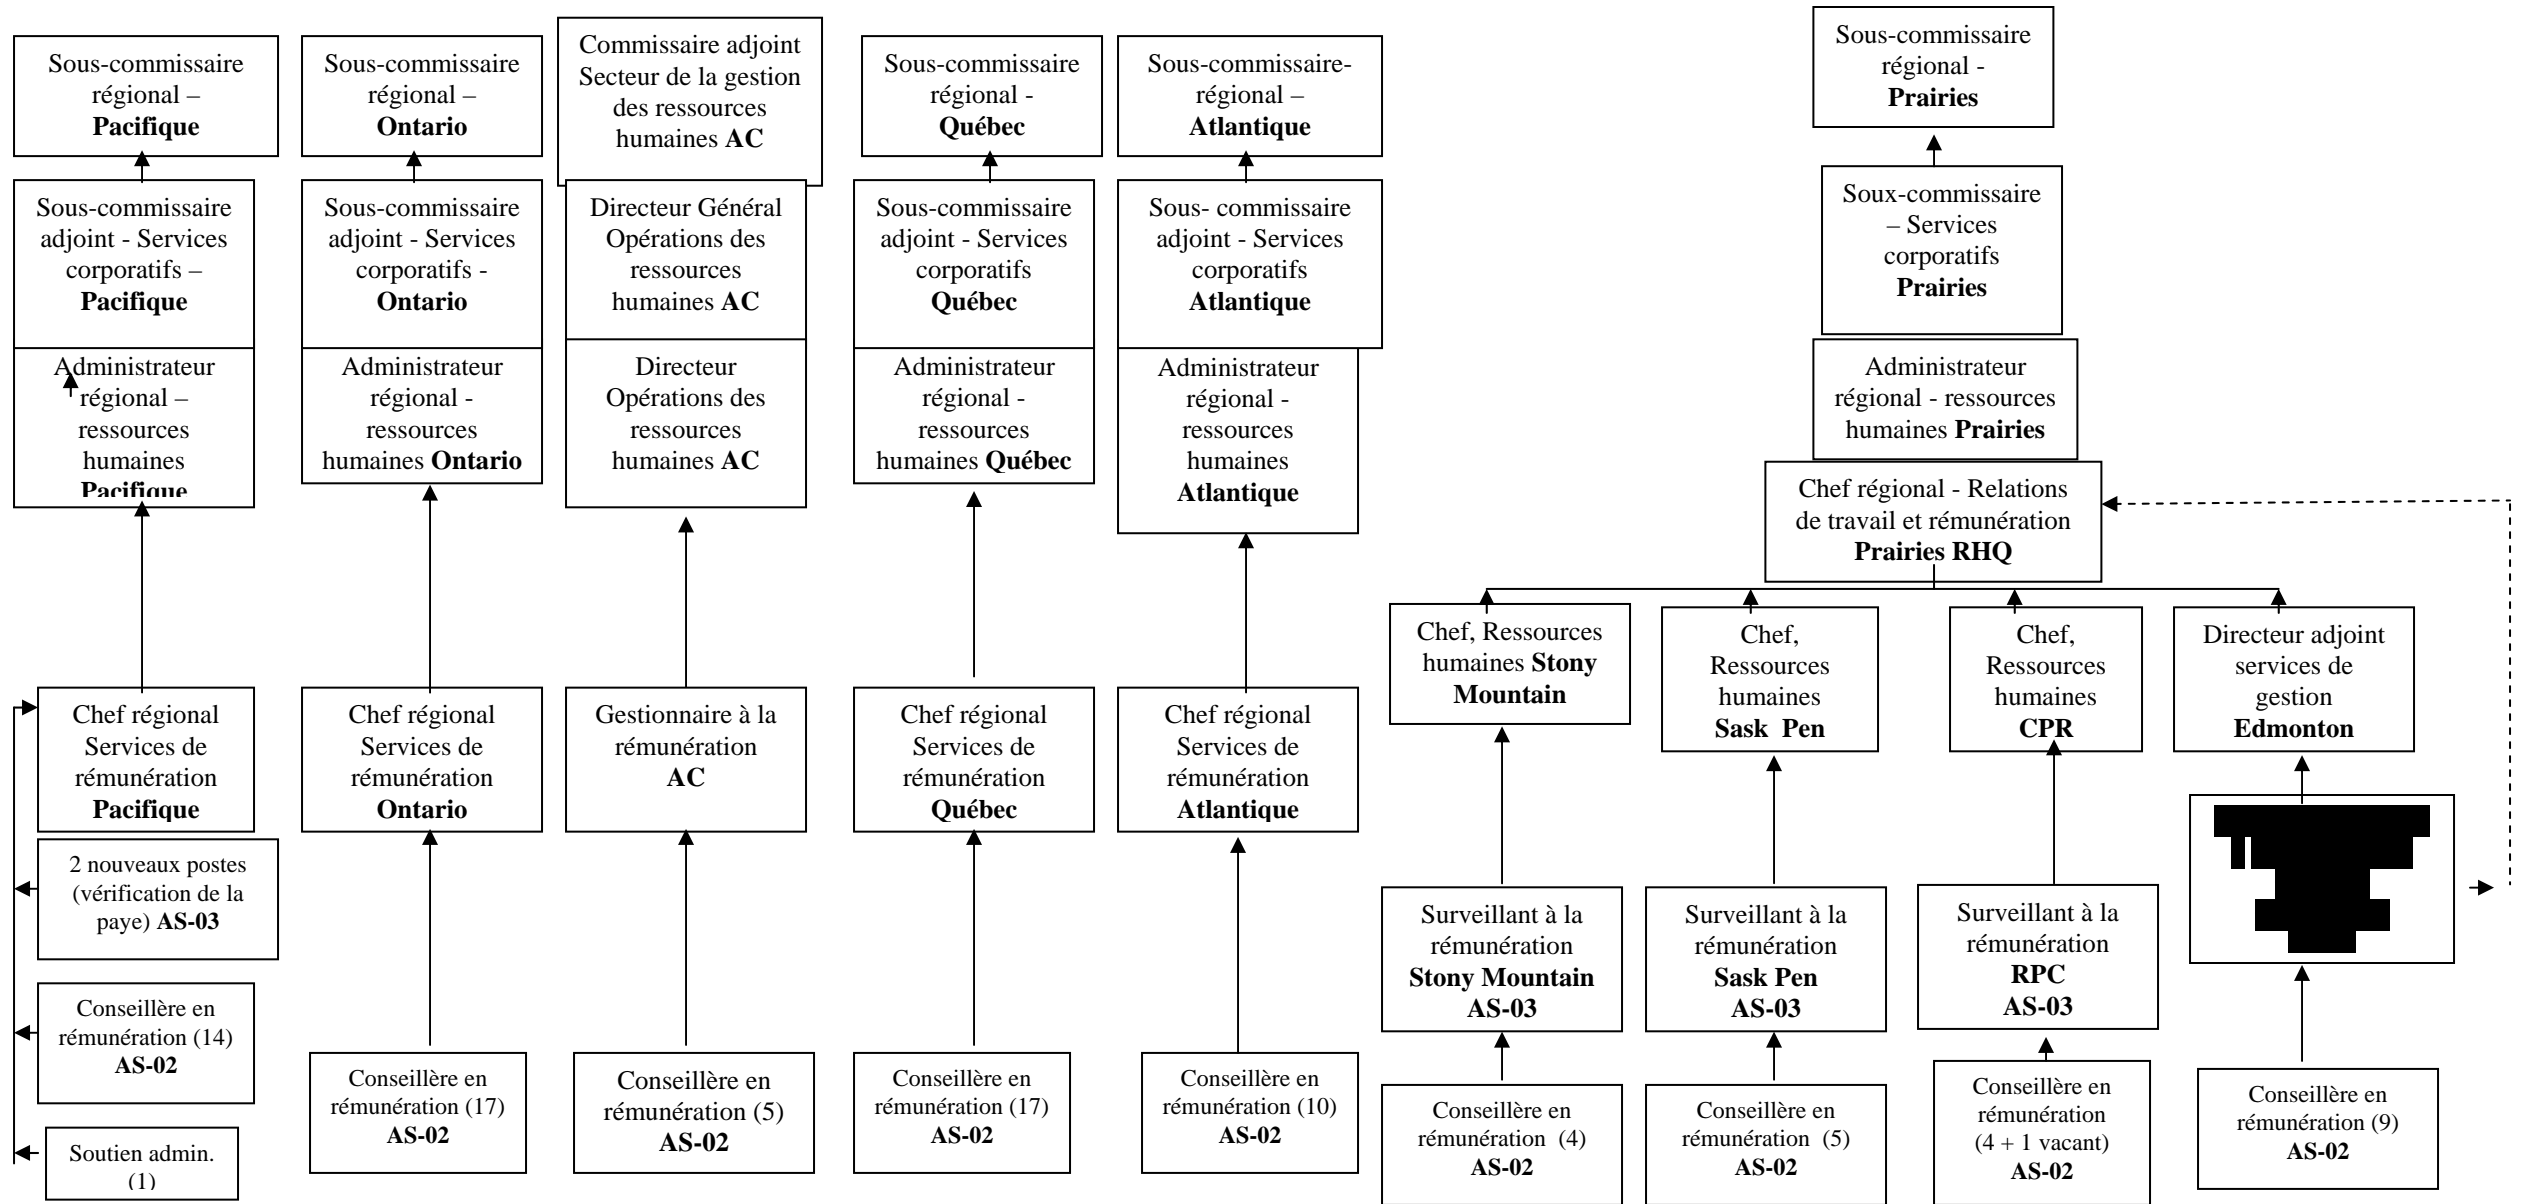 Sous-commissaire
régional –
Pacifique
Sous-commissaire
adjoint - Services
corporatifs –
Pacifique
Administrateur
régional –
ressources
humaines
Pacifique
Chef régional
Services de
rémunération
Pacifique
2 nouveaux postes
(vérification de la
paye) AS-03
Conseillère en
rémunération (14)
AS-02
Soutien admin.
(1)
Sous-commissaire
régional –
Ontario
Sous-commissaire
adjoint - Services
corporatifs -
Ontario
Administrateur
régional -
ressources
humaines Ontario
Chef régional
Services de
rémunération
Ontario
Conseillère en
rémunération (17)
AS-02
Commissaire adjoint
Secteur de la gestion
des ressources
humaines AC
Directeur Général
Opérations des
ressources
humaines AC
Directeur
Opérations des
ressources
humaines AC
Gestionnaire à la
rémunération
AC
Conseillère en
rémunération (5)
AS-02
Sous-commissaire
régional -
Québec
Sous-commissaire
adjoint - Services
corporatifs
Québec
Administrateur
régional -
ressources
humaines Québec
Chef régional
Services de
rémunération
Québec
Conseillère en
rémunération (17)
AS-02
Sous-commissaire-
régional –
Atlantique
Sous- commissaire
adjoint - Services
corporatifs
Atlantique
Administrateur
régional -
ressources
humaines
Atlantique
Chef régional
Services de
rémunération
Atlantique
Conseillère en
rémunération (10)
AS-02
Sous-commissaire
régional -
Prairies
Soux-commissaire
– Services
corporatifs
Prairies
Administrateur
régional - ressources
humaines Prairies
Chef régional - Relations
de travail et rémunération
Prairies RHQ
Chef, Ressources
humaines Stony
Mountain
Surveillant à la
rémunération
Stony Mountain
AS-03
Conseillère en
rémunération (4)
AS-02
Chef,
Ressources
humaines
Sask Pen
Surveillant à la
rémunération
Sask Pen
AS-03
Conseillère en
rémunération (5)
AS-02
Chef,
Ressources
humaines
CPR
Surveillant à la
rémunération
RPC
AS-03
Conseillère en
rémunération
(4 + 1 vacant)
AS-02
Directeur adjoint
services de
gestion
Edmonton
Conseillère en
rémunération (9)
AS-02